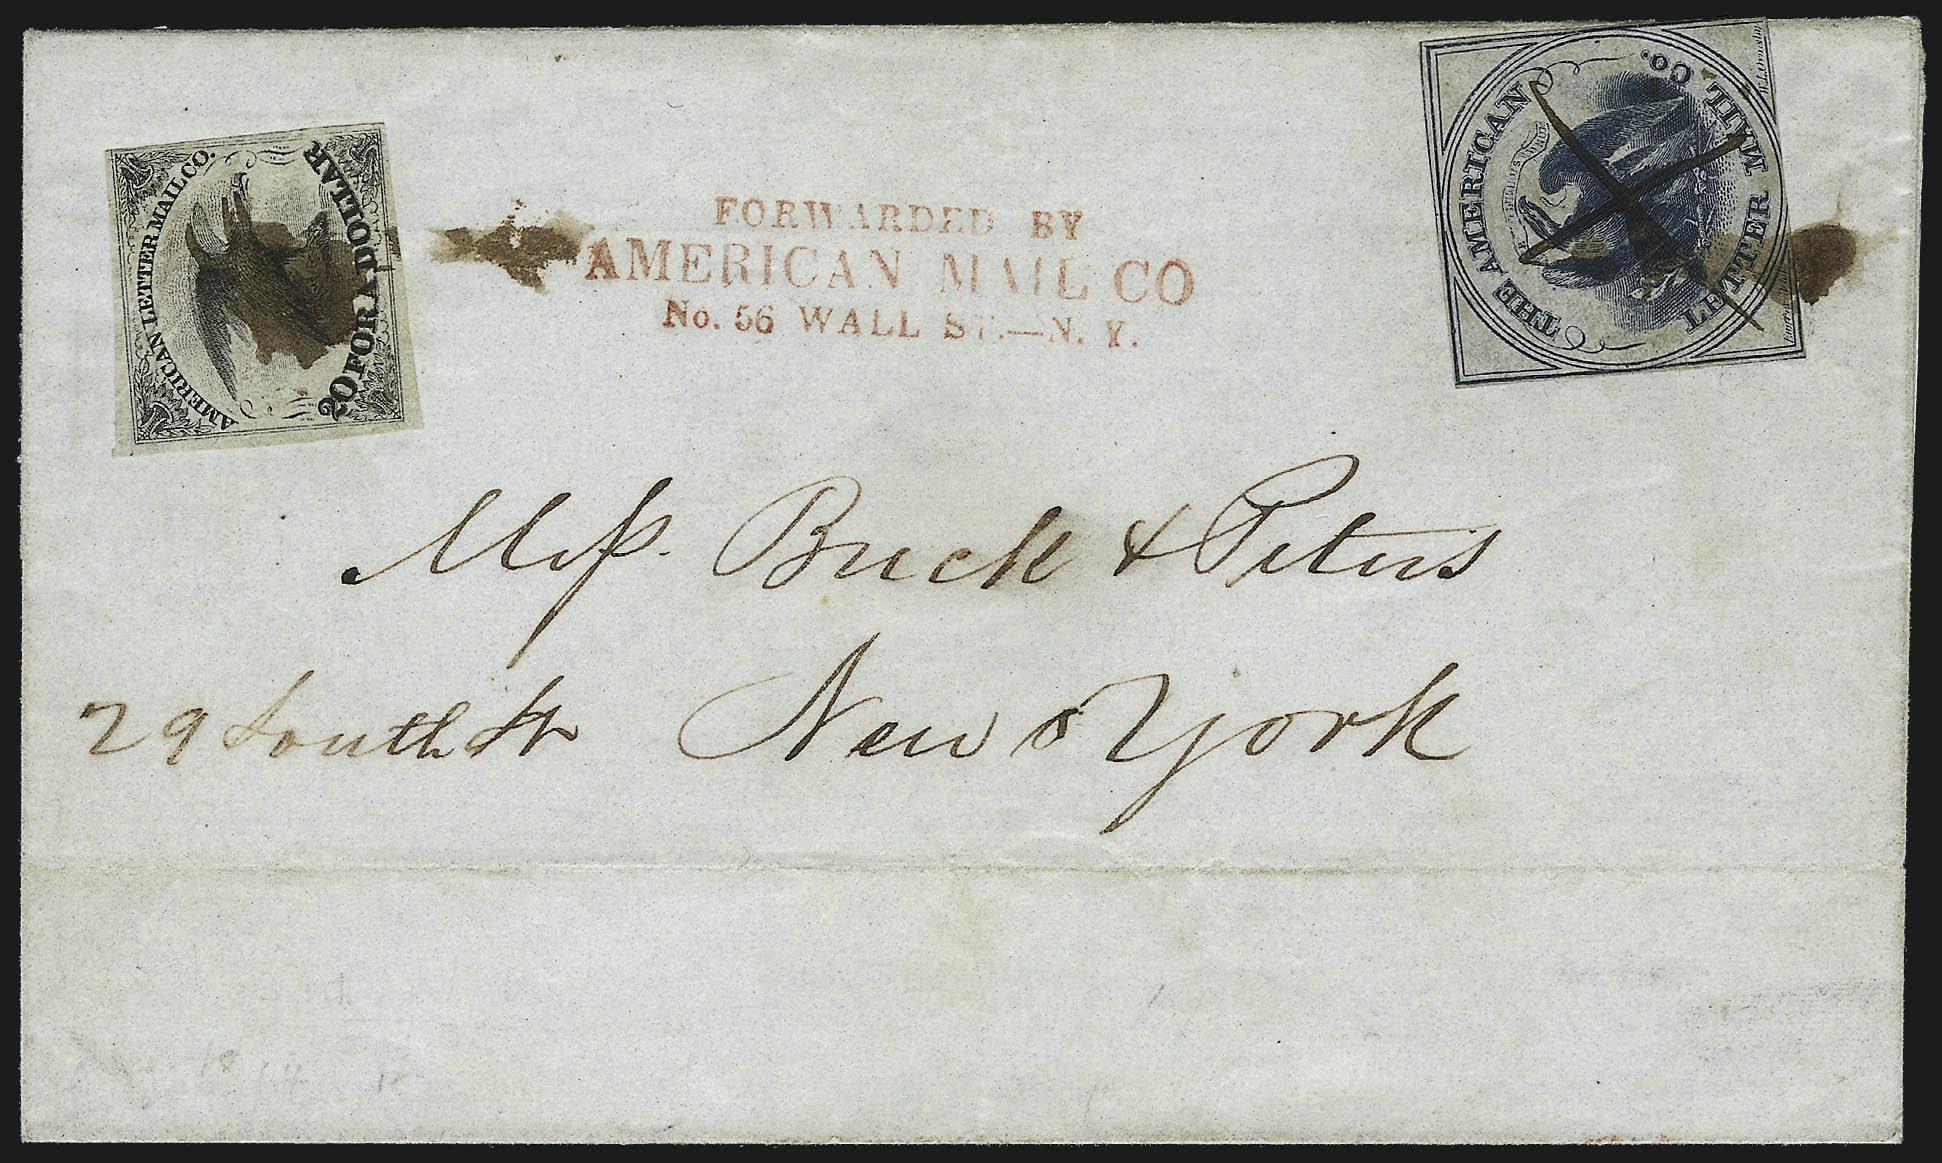 AMERICAN LETTER MAIL CO.
20 FOR A DOLLAR
FORWARDED BY
AMERICAN MAIL CO
No. 56 WALL ST.—N. Y.
THE AMERICAN
LETTER MAIL CO.
W.L. Ormsby
Mess. Buck & Peters
29 South St New York